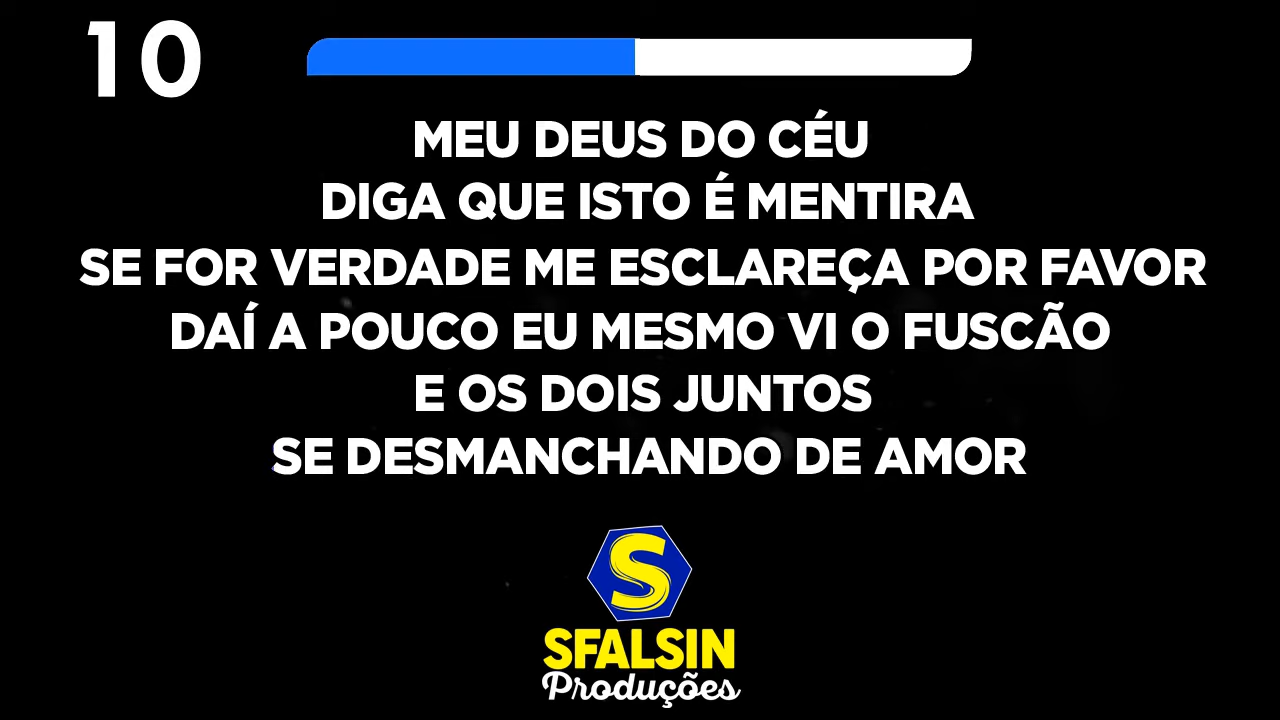 10
MEU DEUS DO CÉU
DIGA QUE ISTO É MENTIRA
SE FOR VERDADE ME ESCLAREÇA POR FAVOR
DAÍ A POUCO EU MESMO VI O FUSCÃO
E OS DOIS JUNTOS
SE DESMANCHANDO DE AMOR
S
SFALSIN
Produções